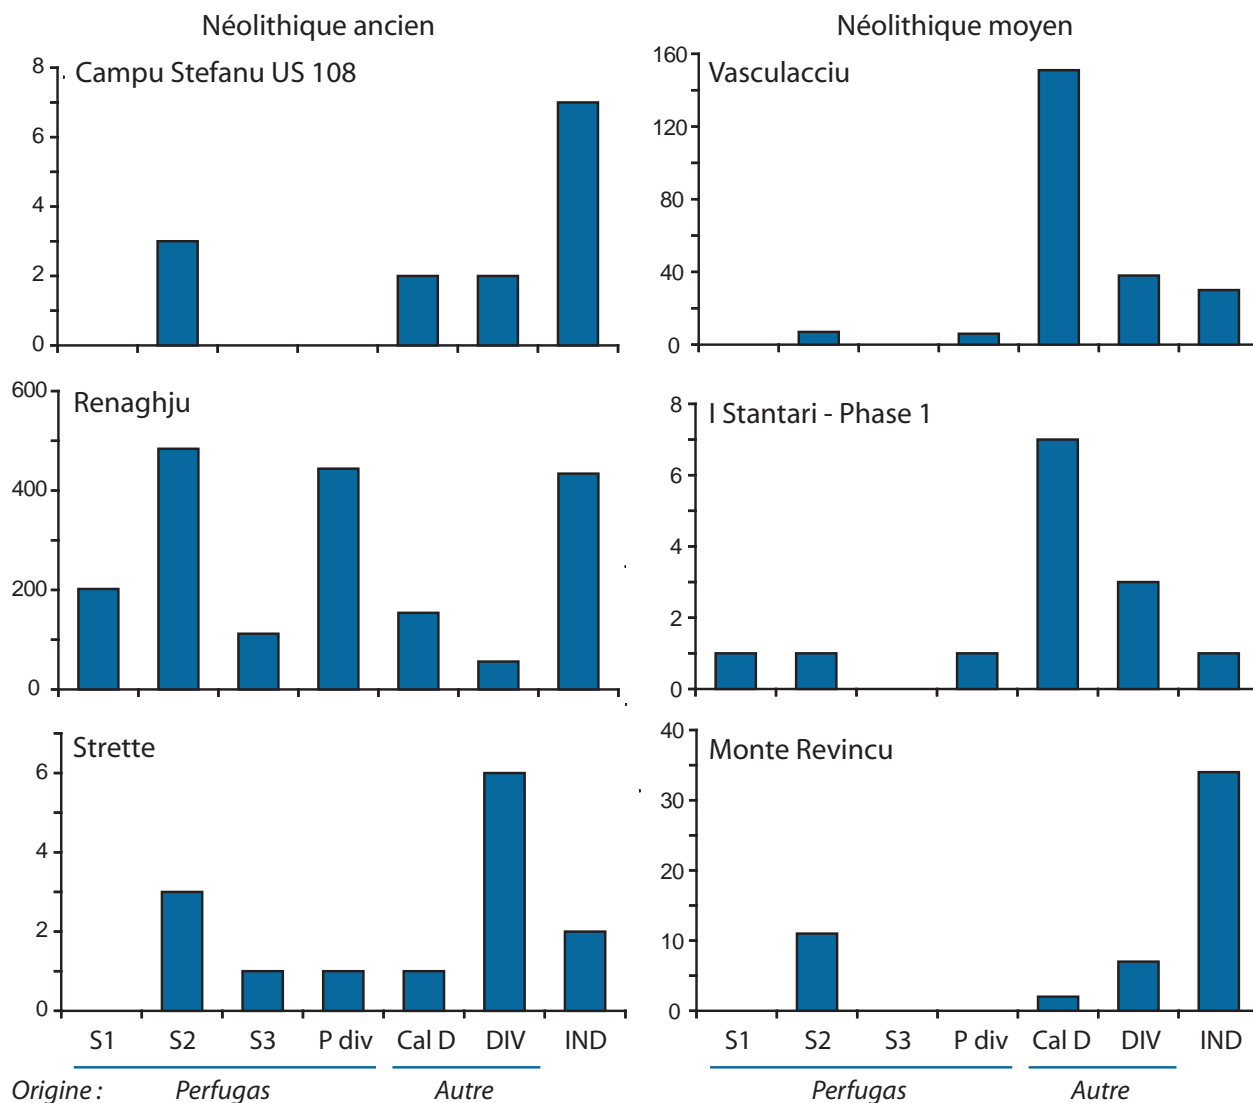 Néolithique ancien
Néolithique moyen
Campu Stefanu US 108
8
6
4
2
0
Vasculacciu
160
120
80
40
0
Renaghju
600
400
200
0
I Stantari - Phase 1
8
6
4
2
0
Strette
6
4
2
0
Monte Revincu
40
30
20
10
0
S1 S2 S3 P div Cal D DIV IND
S1 S2 S3 P div Cal D DIV IND
Origine : Perfugas Autre
Perfugas Autre